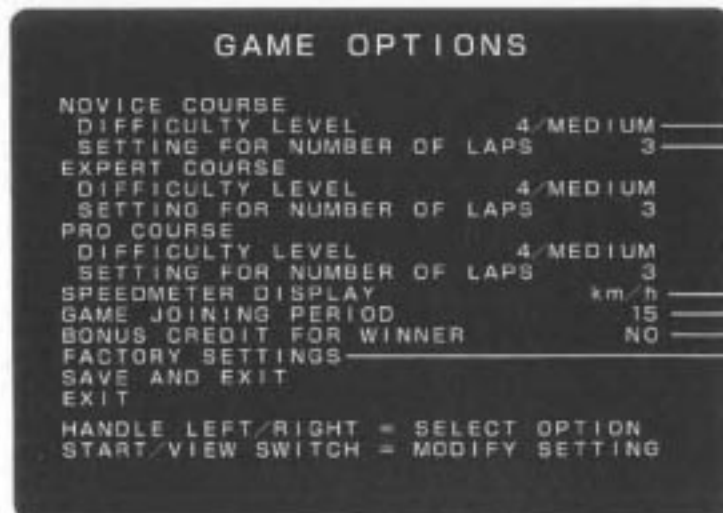 GAME OPTIONS
NOVICE COURSE
DIFFICULTY LEVEL 4/MEDIUM
SETTING FOR NUMBER OF LAPS 3
EXPERT COURSE
DIFFICULTY LEVEL 4/MEDIUM
SETTING FOR NUMBER OF LAPS 3
PRO COURSE
DIFFICULTY LEVEL 4/MEDIUM
SETTING FOR NUMBER OF LAPS 3
SPEEDMETER DISPLAY km/h
GAME JOINING PERIOD 15
BONUS CREDIT FOR WINNER NO
FACTORY SETTINGS
SAVE AND EXIT
EXIT
HANDLE LEFT/RIGHT = SELECT OPTION
START/VIEW SWITCH = MODIFY SETTING